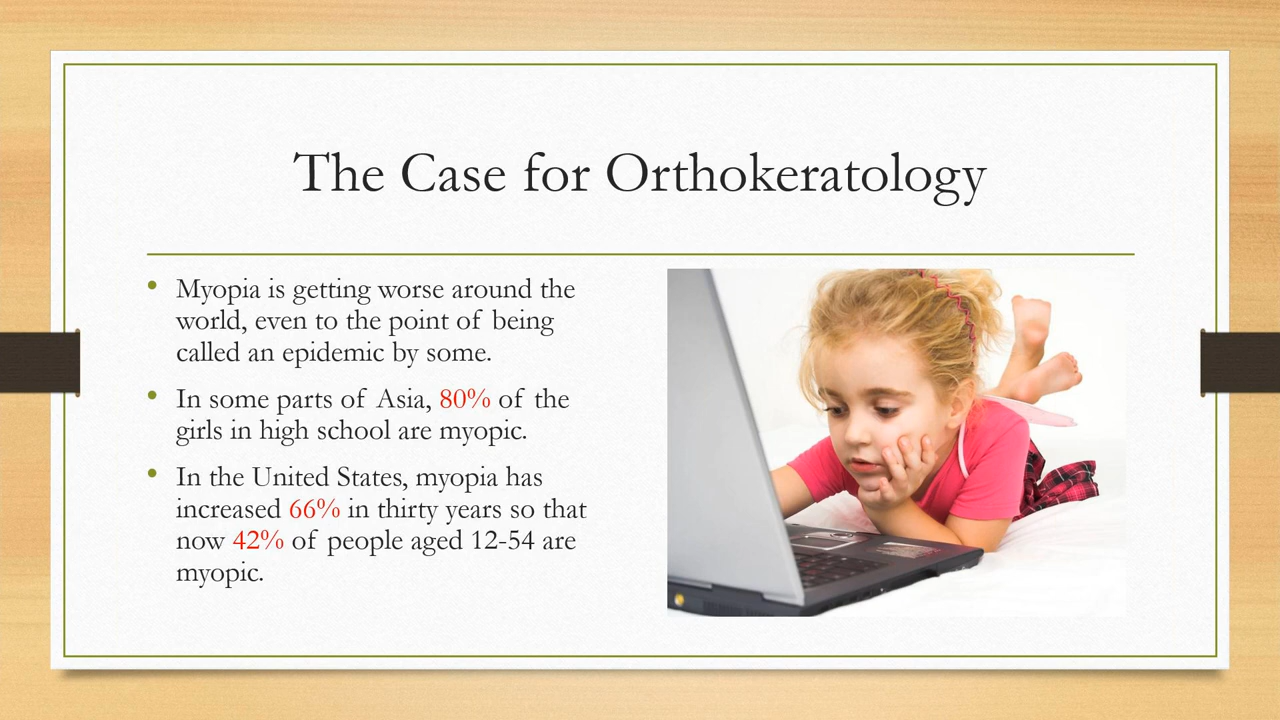 The Case for Orthokeratology
• Myopia is getting worse around the
world, even to the point of being
called an epidemic by some.
• In some parts of Asia, 80% of the
girls in high school are myopic.
• In the United States, myopia has
increased 66% in thirty years so that
now 42% of people aged 12-54 are
myopic.